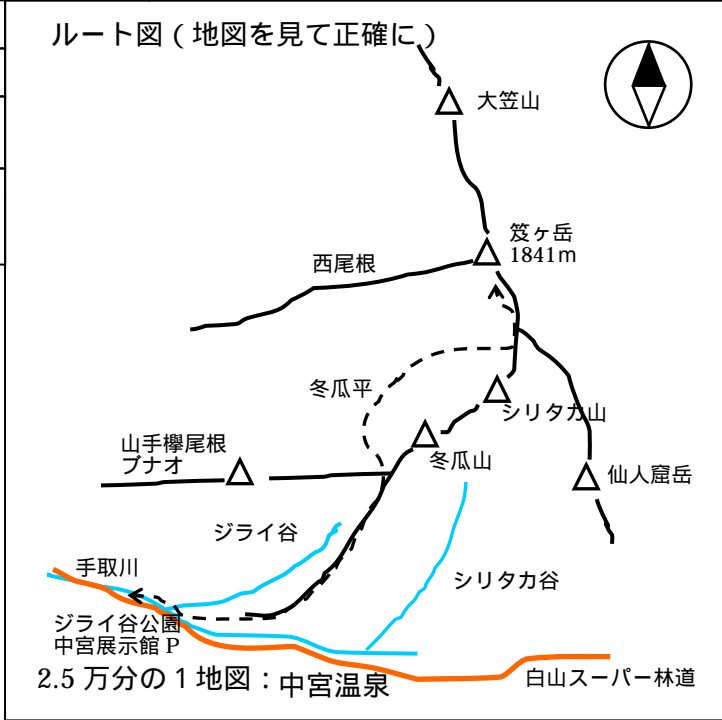 ルート図（地図を見て正確に）
大笠山
笈ヶ岳
1841m
西尾根
冬瓜平
シリタカ山
山手欅尾根
ブナオ
冬瓜山
仙人窟岳
ジライ谷
手取川
シリタカ谷
ジライ谷公園
中宮展示館 P
2.5 万分の 1 地図：中宮温泉
白山スーパー林道